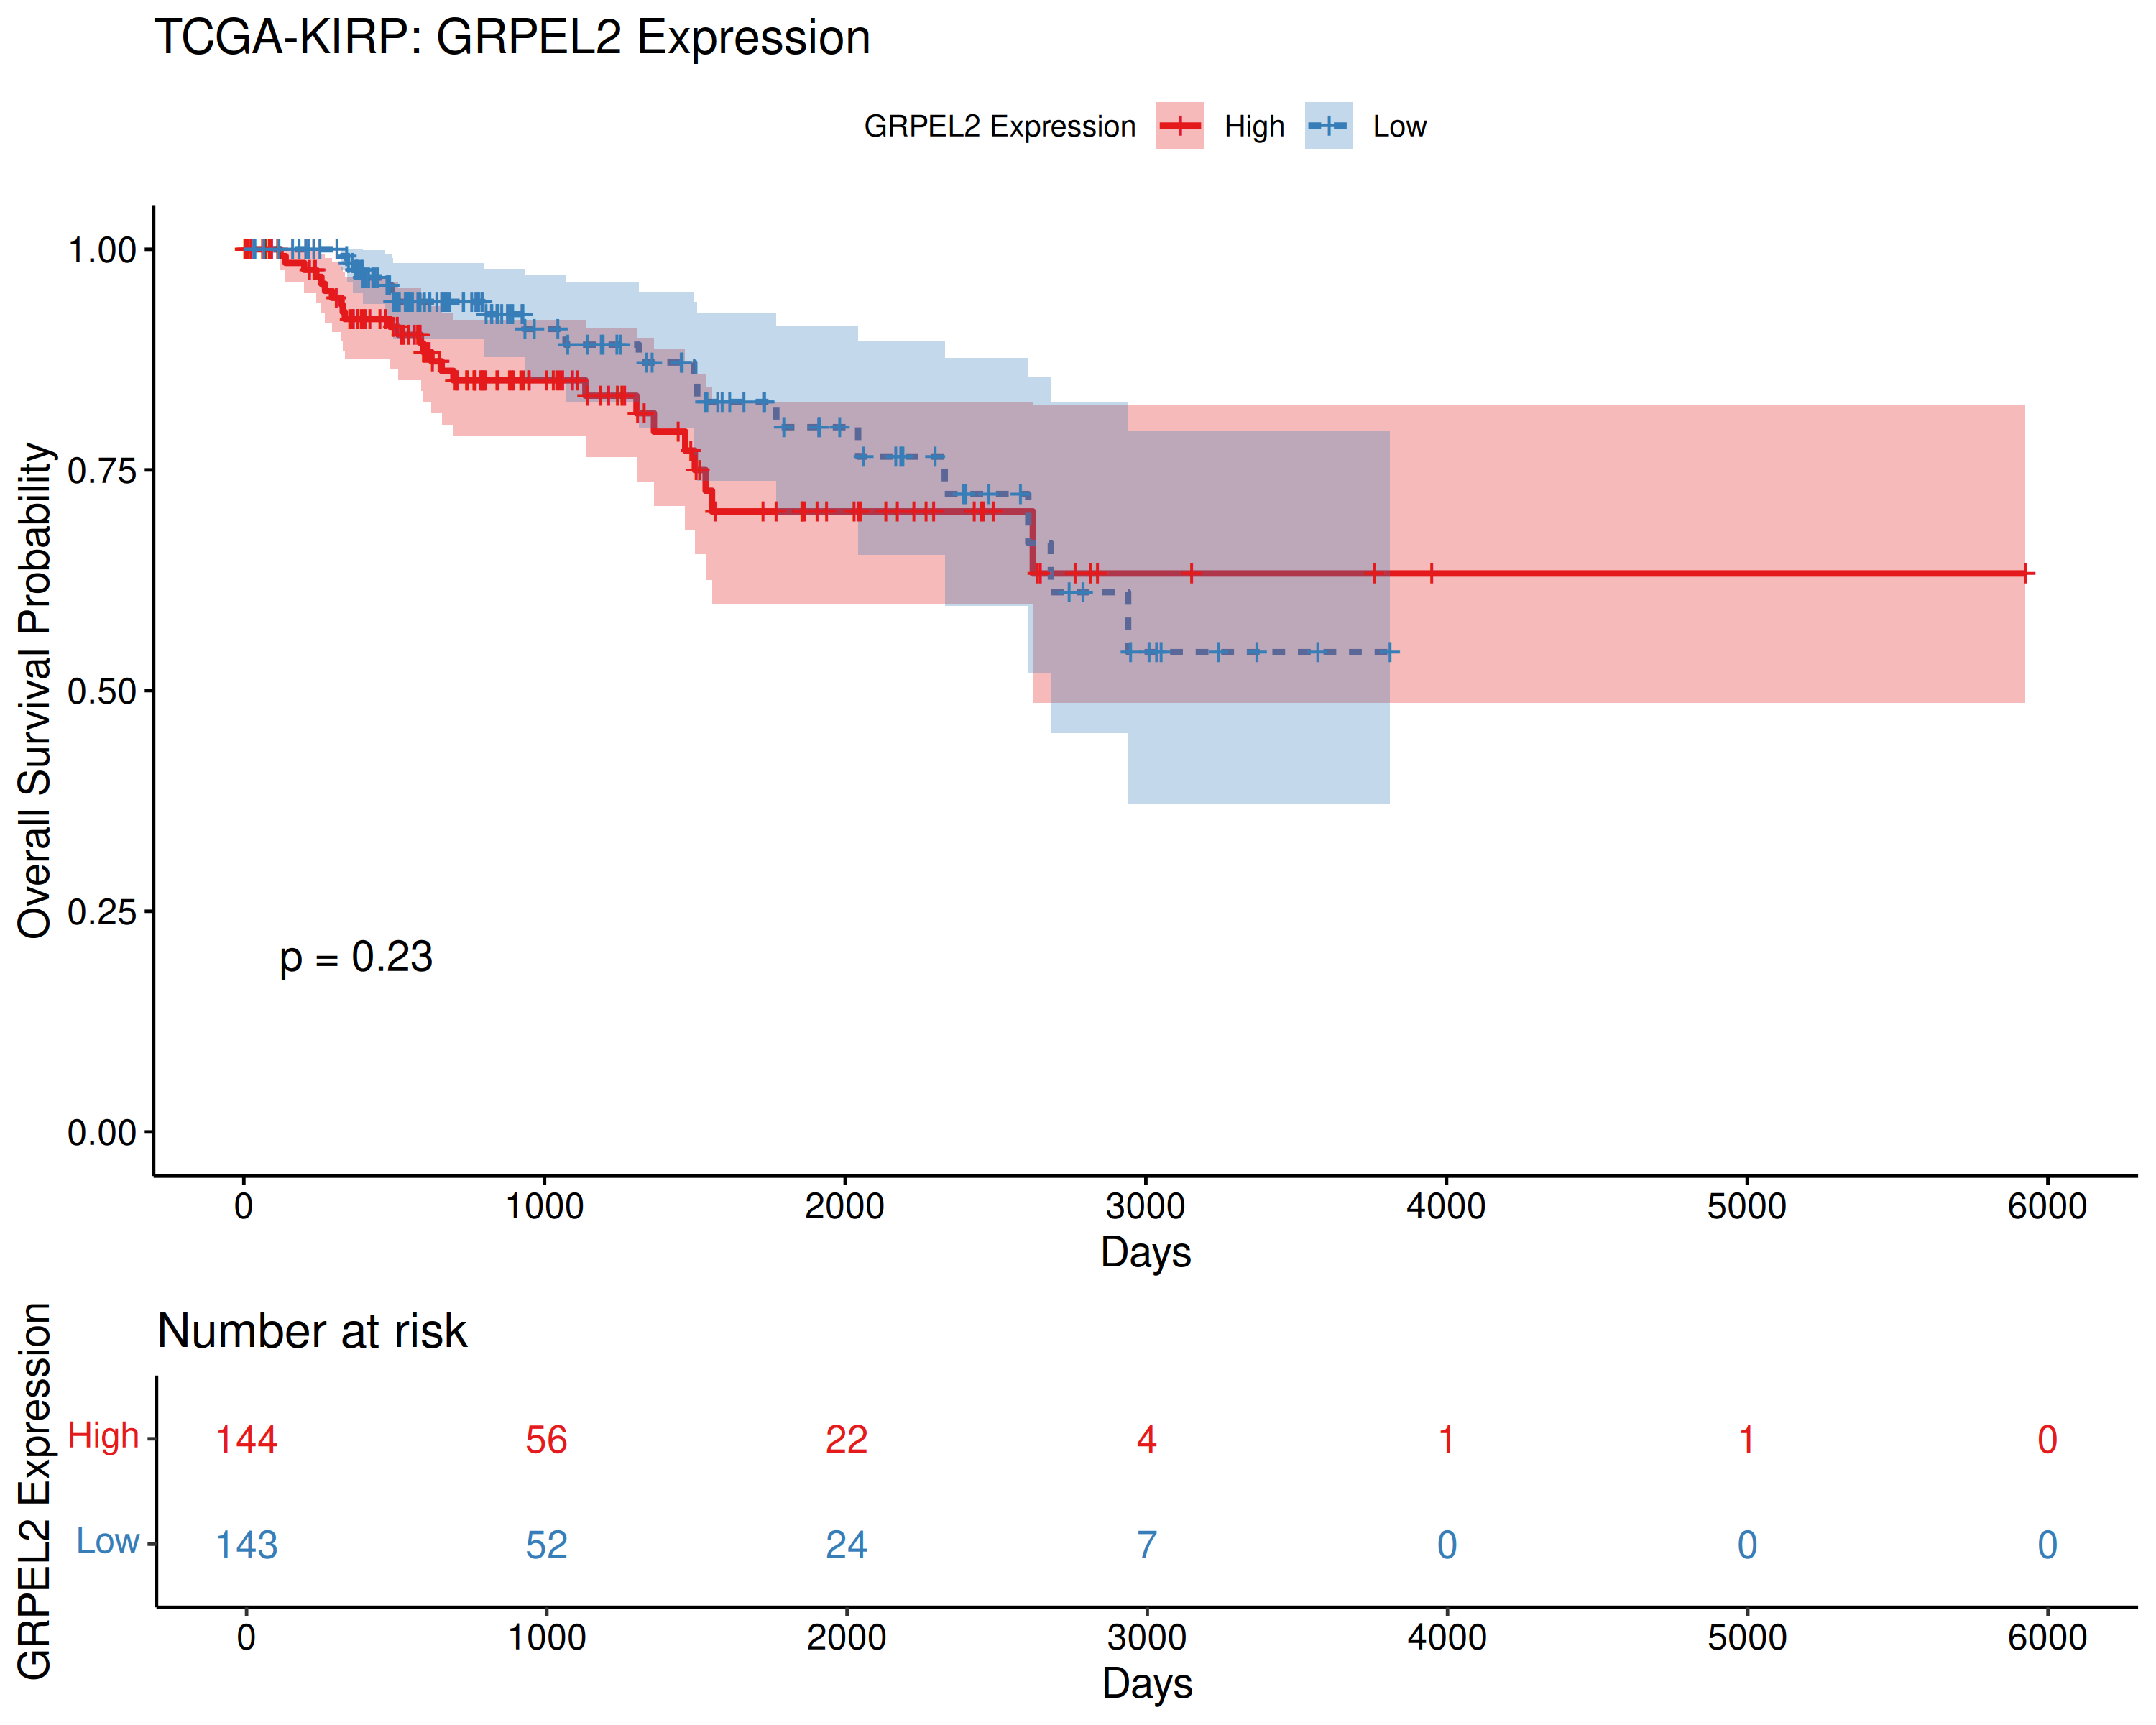 TCGA-KIRP: GRPEL2 Expression
GRPEL2 Expression High Low
Overall Survival Probability
1.00
0.75
0.50
0.25
0.00
p = 0.23
0 1000 2000 3000 4000 5000 6000
Days
Number at risk
GRPEL2 Expression
High 144 56 22 4 1 1 0
Low 143 52 24 7 0 0 0
0 1000 2000 3000 4000 5000 6000
Days